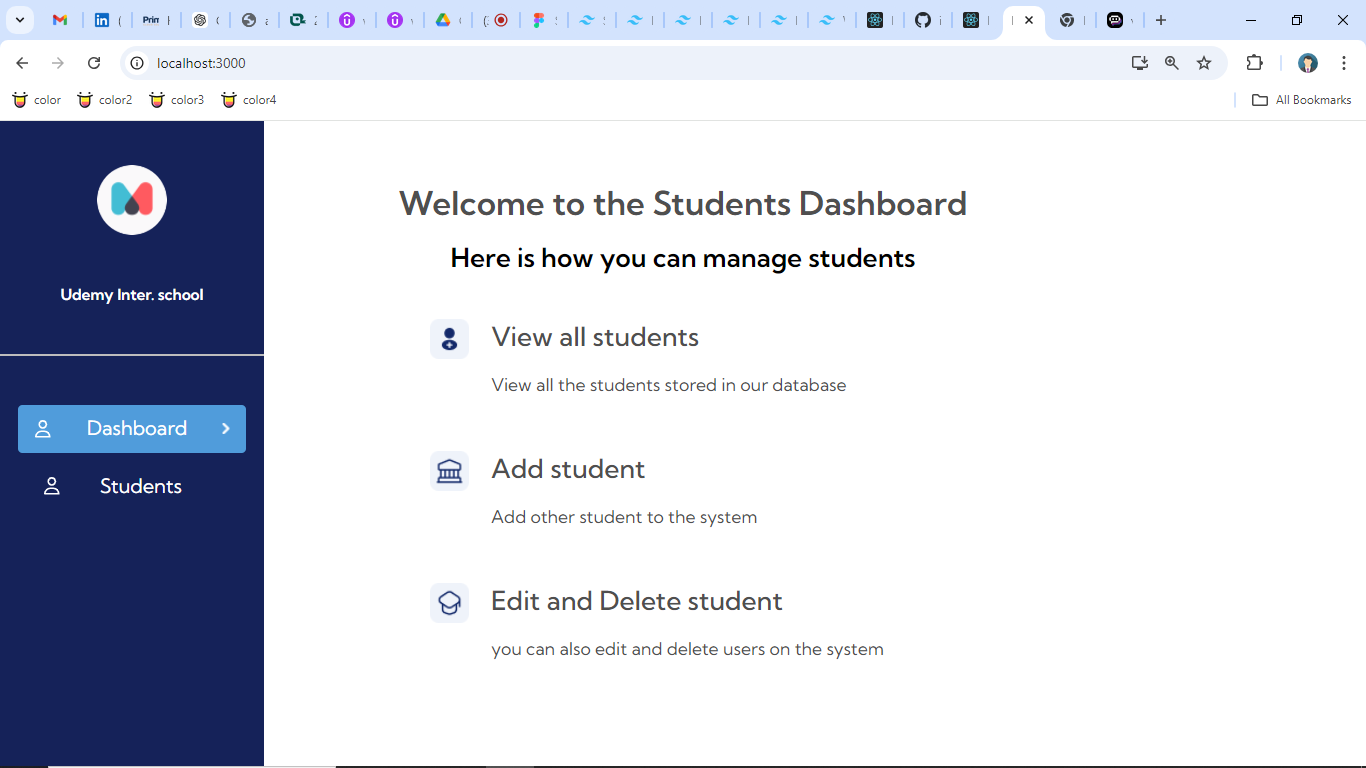 localhost:3000
color
color2
color3
color4
All Bookmarks
Udemy Inter. school
Dashboard
Students
Welcome to the Students Dashboard
Here is how you can manage students
View all students
View all the students stored in our database
Add student
Add other student to the system
Edit and Delete student
you can also edit and delete users on the system